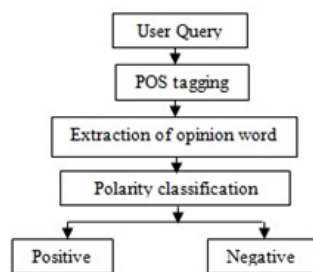 User Query
POS tagging
Extraction of opinion word
Polarity classification
Positive
Negative